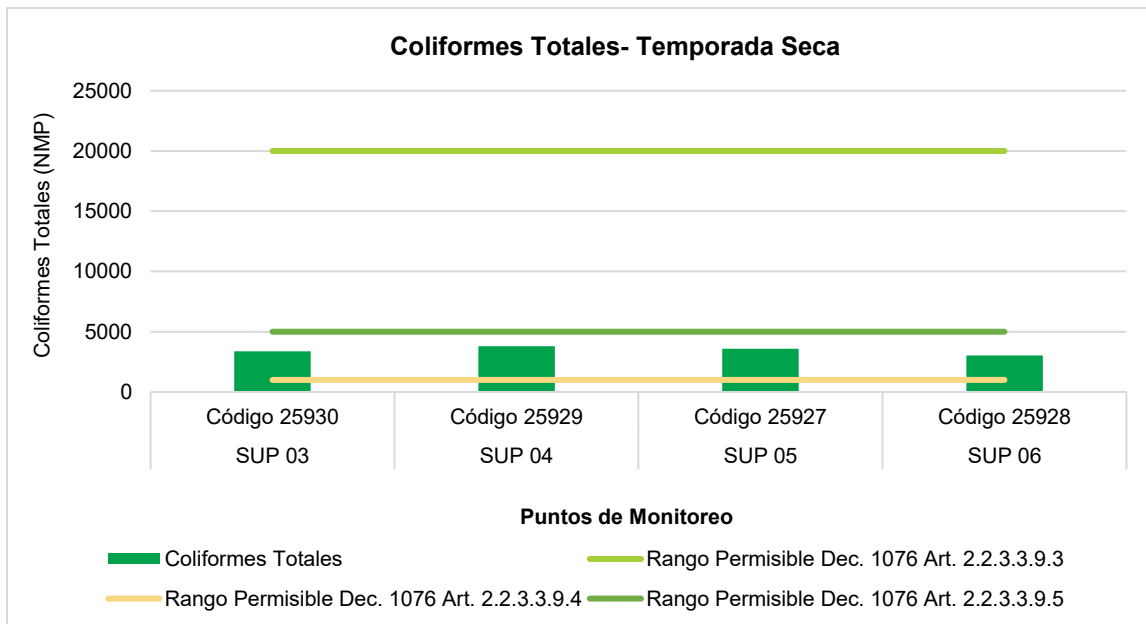 Coliformes Totales- Temporada Seca
Coliformes Totales (NMP)
25000
20000
15000
10000
5000
0
Código 25930
Código 25929
Código 25927
Código 25928
SUP 03
SUP 04
SUP 05
SUP 06
Puntos de Monitoreo
Coliformes Totales
Rango Permisible Dec. 1076 Art. 2.2.3.3.9.3
Rango Permisible Dec. 1076 Art. 2.2.3.3.9.4
Rango Permisible Dec. 1076 Art. 2.2.3.3.9.5